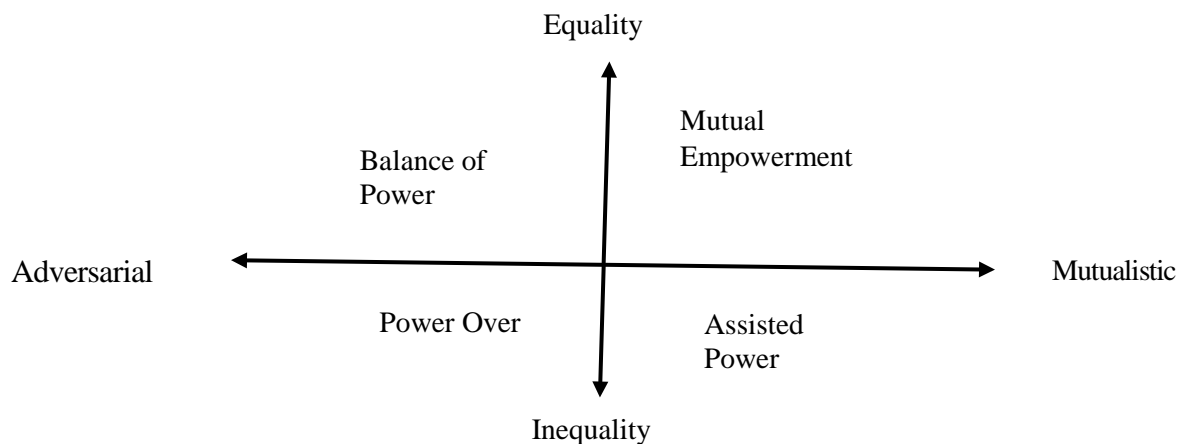 Equality
Mutual
Empowerment
Balance of
Power
Adversarial
Mutualistic
Power Over
Assisted
Power
Inequality